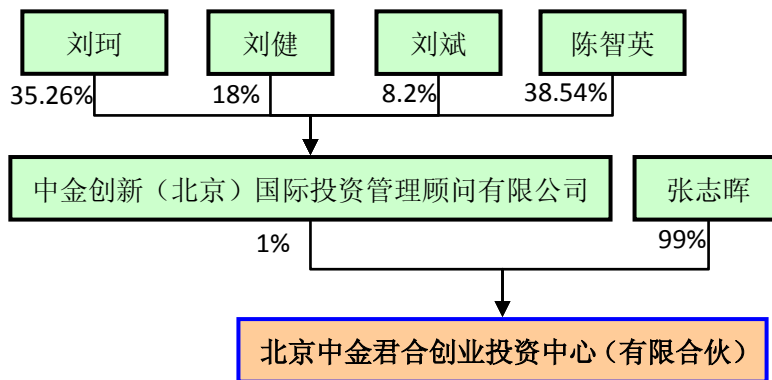 刘珂 刘健 刘斌 陈智英
35.26% 18% 8.2% 38.54%
中金创新（北京）国际投资管理顾问有限公司 张志晖
1% 99%
北京中金君合创业投资中心（有限合伙）